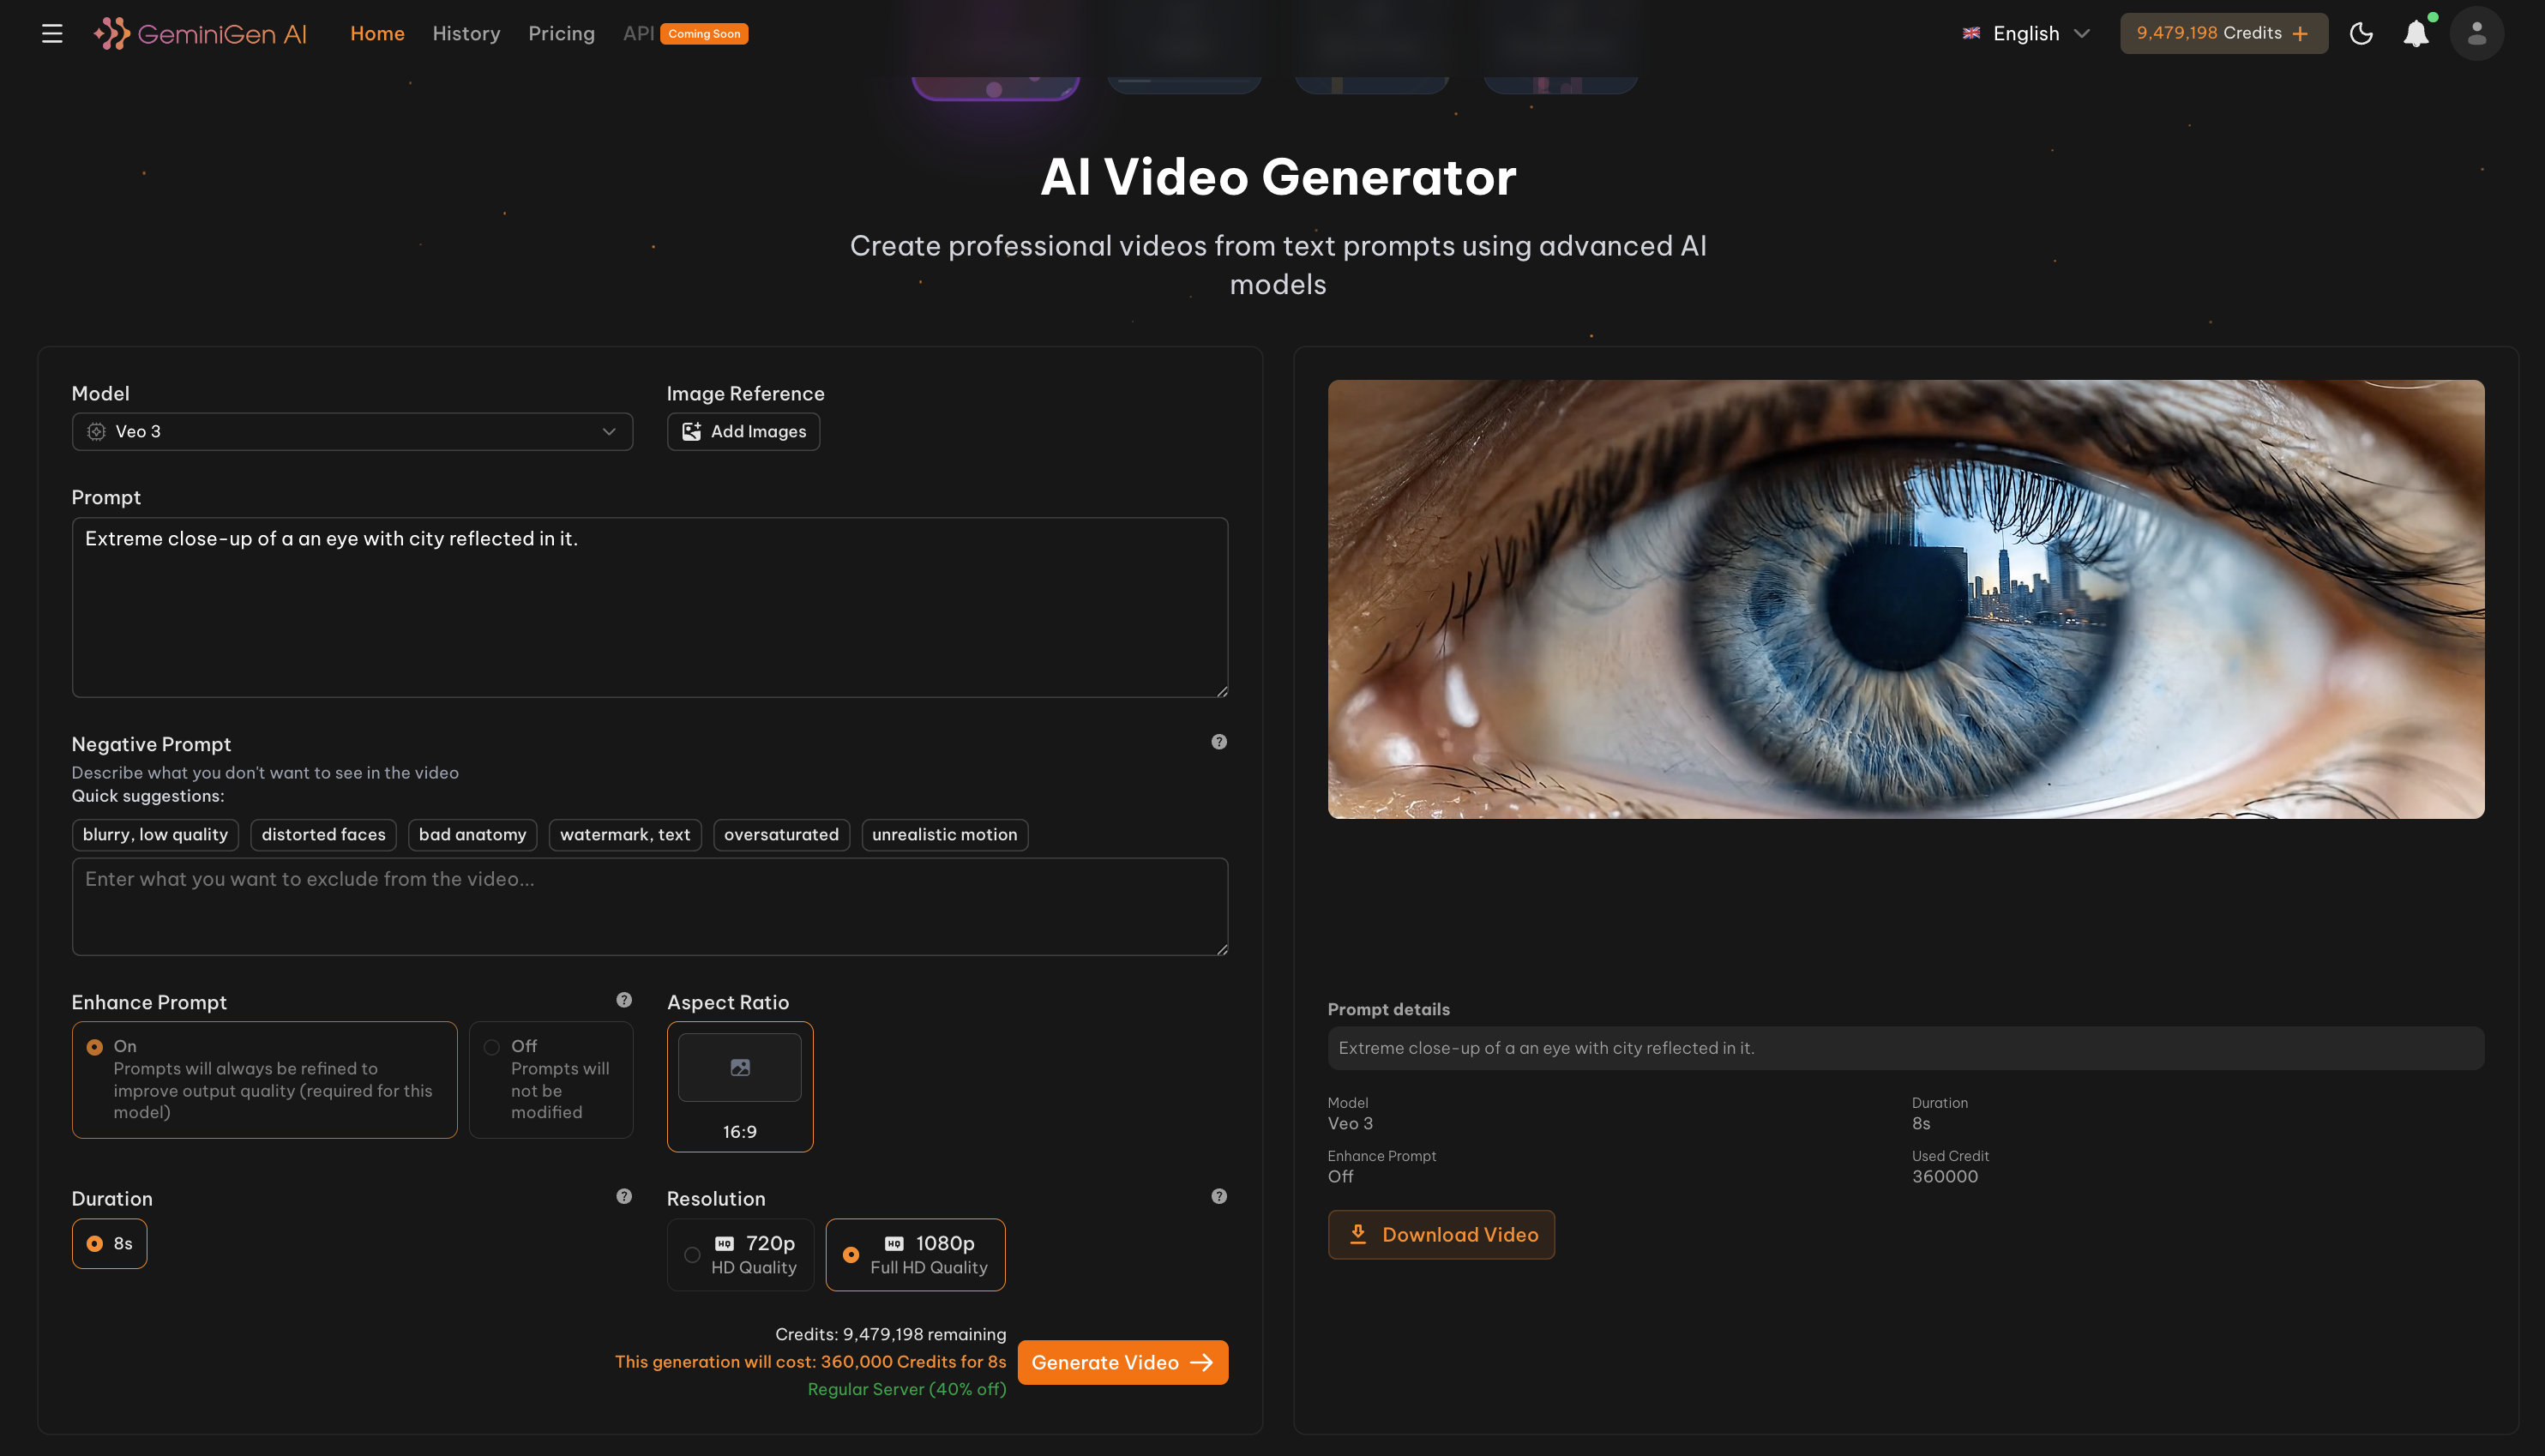 GeminiGen AI
Home
History
Pricing
API Coming Soon
English
9,479,198 Credits +
AI Video Generator
Create professional videos from text prompts using advanced AI
models
Model
Veo 3
Image Reference
Add Images
Prompt
Extreme close-up of a an eye with city reflected in it.
Negative Prompt
?
Describe what you don't want to see in the video
Quick suggestions:
blurry, low quality
distorted faces
bad anatomy
watermark, text
oversaturated
unrealistic motion
Enter what you want to exclude from the video...
Enhance Prompt
?
On
Prompts will always be refined to
improve output quality (required for this
model)
Off
Prompts will
not be
modified
Aspect Ratio
16:9
Duration
?
8s
Resolution
?
HQ 720p
HD Quality
HQ 1080p
Full HD Quality
Credits: 9,479,198 remaining
This generation will cost: 360,000 Credits for 8s
Regular Server (40% off)
Generate Video
Prompt details
Extreme close-up of a an eye with city reflected in it.
Model
Veo 3
Duration
8s
Enhance Prompt
Off
Used Credit
360000
Download Video